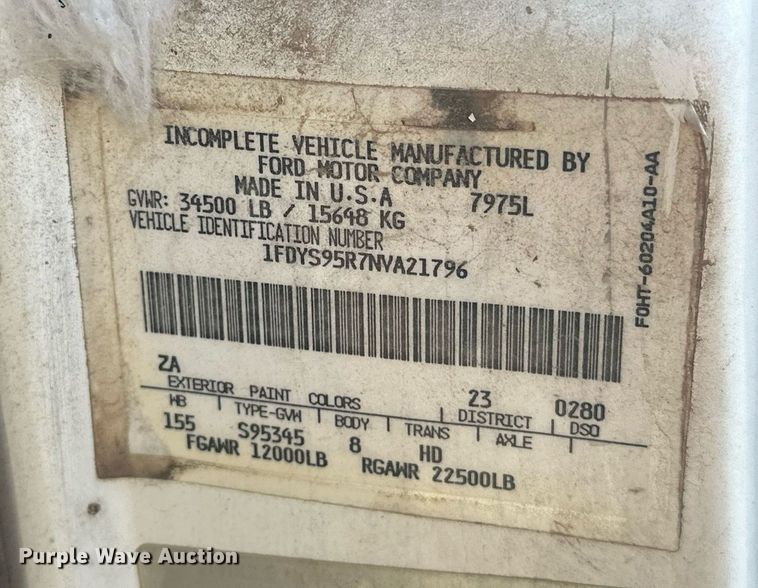 INCOMPLETE VEHICLE MANUFACTURED BY
FORD MOTOR COMPANY
MADE IN U.S.A 7975L
GVWR: 34500 LB / 15648 KG
VEHICLE IDENTIFICATION NUMBER
1FDYS95R7NVA21796
F0HT-60204A10-AA
ZA 23 0280
EXTERIOR PAINT COLORS DISTRICT DSO
WB TYPE-GVW BODY TRANS AXLE
155 S95345 8 HD
FGAWR 12000LB RGAWR 22500LB
Purple Wave Auction